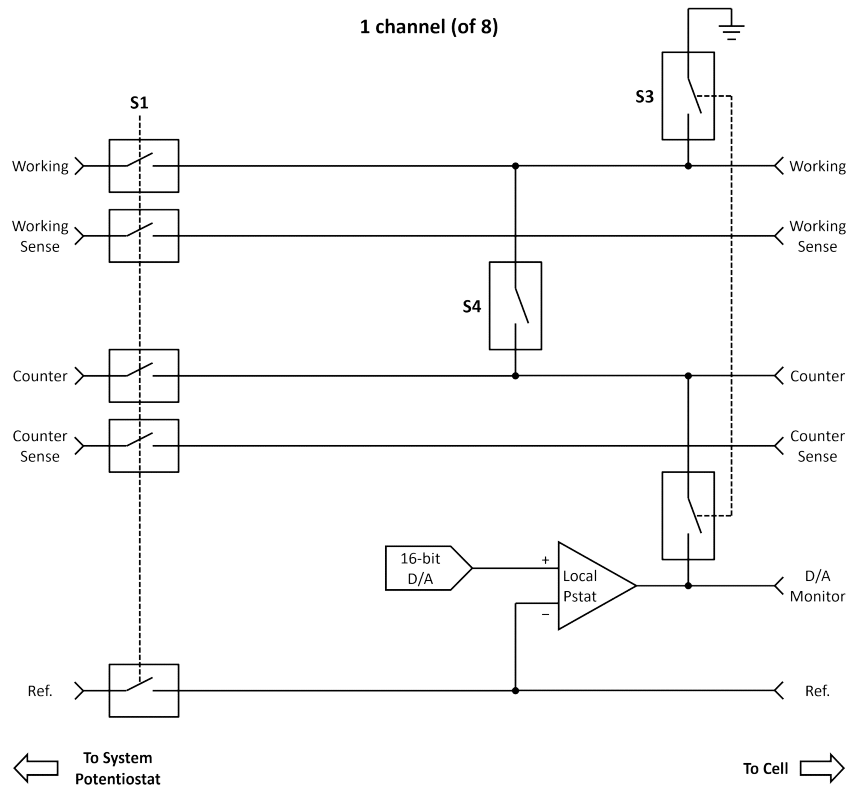 1 channel (of 8)
S3
S1
Working
Working
Working
Sense
Working
Sense
S4
Counter
Counter
Counter
Sense
Counter
Sense
16-bit
D/A
+
Local
Pstat
–
D/A
Monitor
Ref.
Ref.
To System
Potentiostat
To Cell